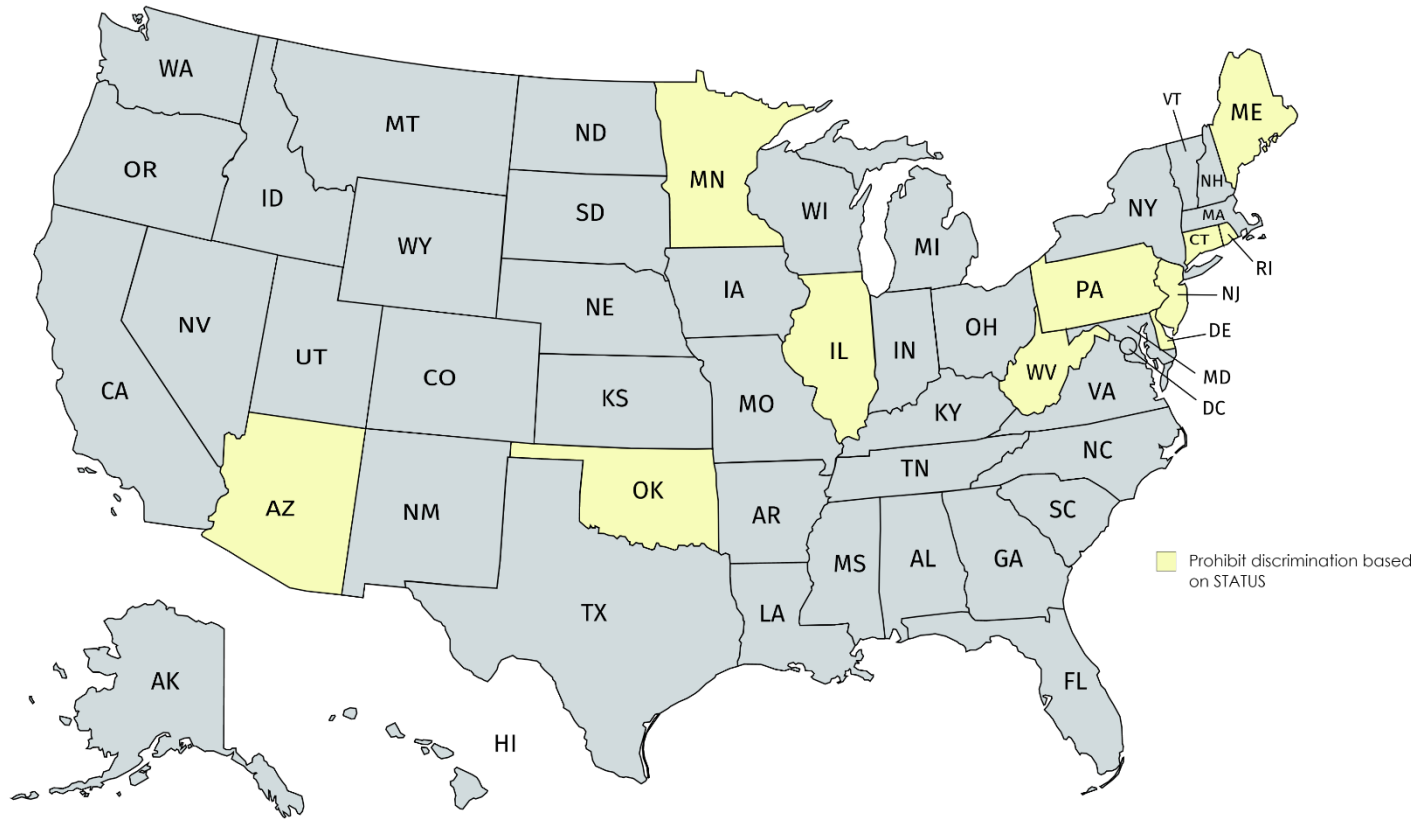 WA
MT
ND
MN
OR
ID
WY
SD
WI
MI
NY
VT
NH
ME
MA
CT
RI
NV
UT
CO
NE
IA
IL
IN
OH
PA
NJ
DE
MD
DC
CA
KS
MO
KY
WV
VA
AZ
NM
OK
AR
TN
NC
SC
TX
LA
MS
AL
GA
FL
AK
HI
Prohibit discrimination based
on STATUS